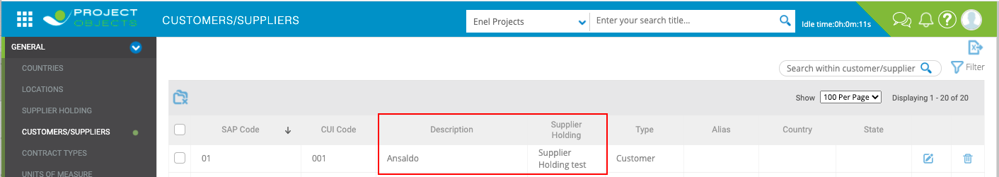 PROJECT
OBJECTS
CUSTOMERS/SUPPLIERS
Enel Projects
Enter your search title...
Idle time:0h:0m:11s
?
GENERAL
COUNTRIES
LOCATIONS
SUPPLIER HOLDING
CUSTOMERS/SUPPLIERS
CONTRACT TYPES
UNITS OF MEASURE
X
Search within customer/supplier
Filter
Show
100 Per Page
Displaying 1 - 20 of 20
SAP Code
CUI Code
Description
Supplier
Holding
Type
Alias
Country
State
01
001
Ansaldo
Supplier
Holding test
Customer